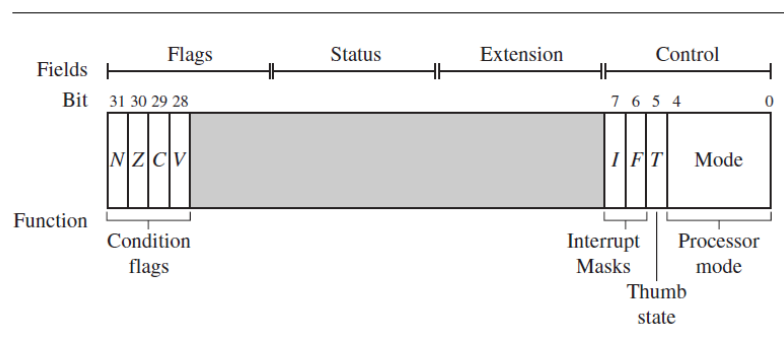 Fields Flags Status Extension Control
Bit 31 30 29 28 7 6 5 4 0
N Z C V I F T Mode
Function
Condition flags
Interrupt Masks
Processor mode
Thumb state